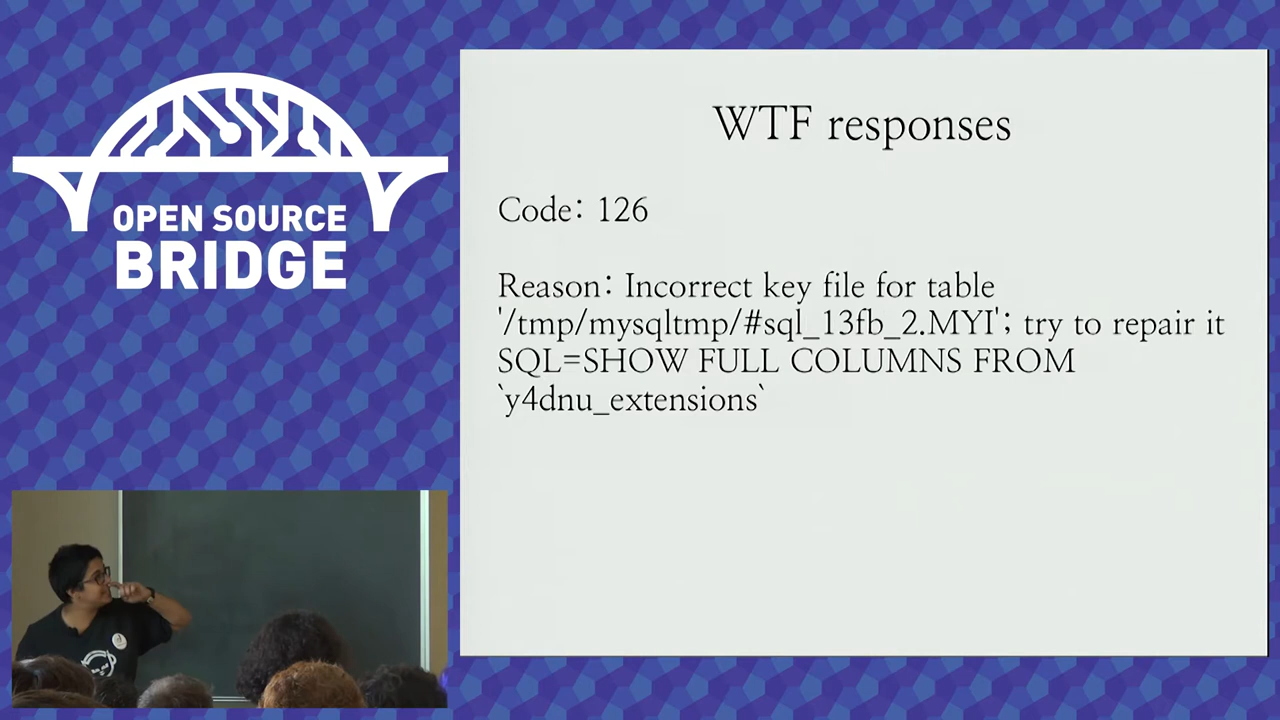 OPEN SOURCE
BRIDGE
WTF responses
Code: 126
Reason: Incorrect key file for table
'/tmp/mysqltmp/#sql_13fb_2.MYI'; try to repair it
SQL=SHOW FULL COLUMNS FROM
`y4dnu_extensions`